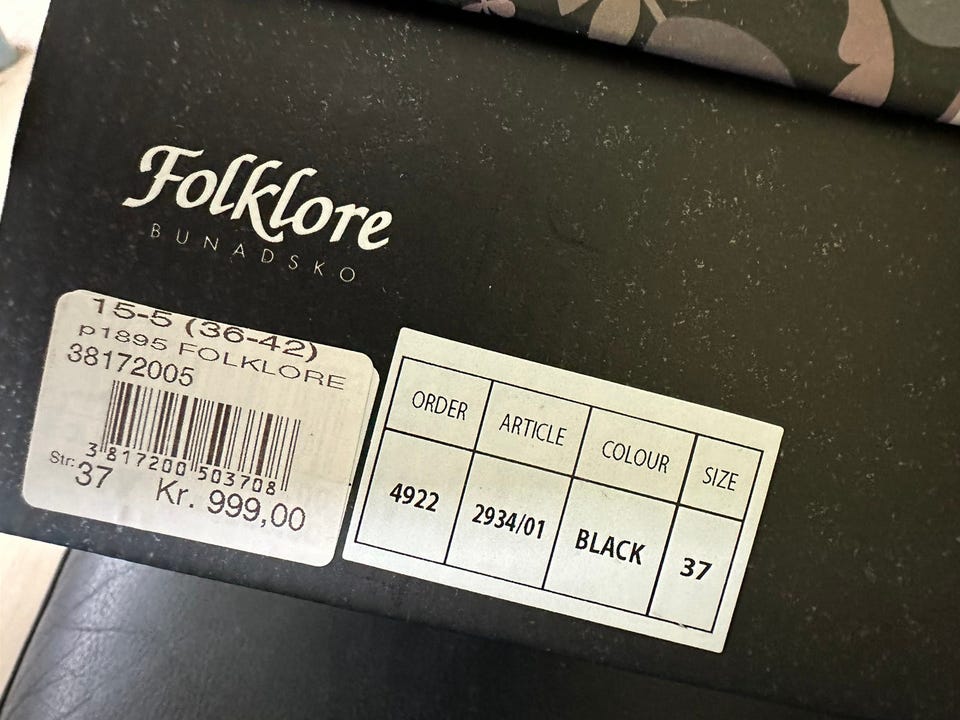 Folklore
BUNADSKO
15-5 (36-42)
p1895 FOLKLORE
38172005
3 817200 503708
Str: 37 Kr. 999,00
ORDER ARTICLE COLOUR SIZE
4922 2934/01 BLACK 37